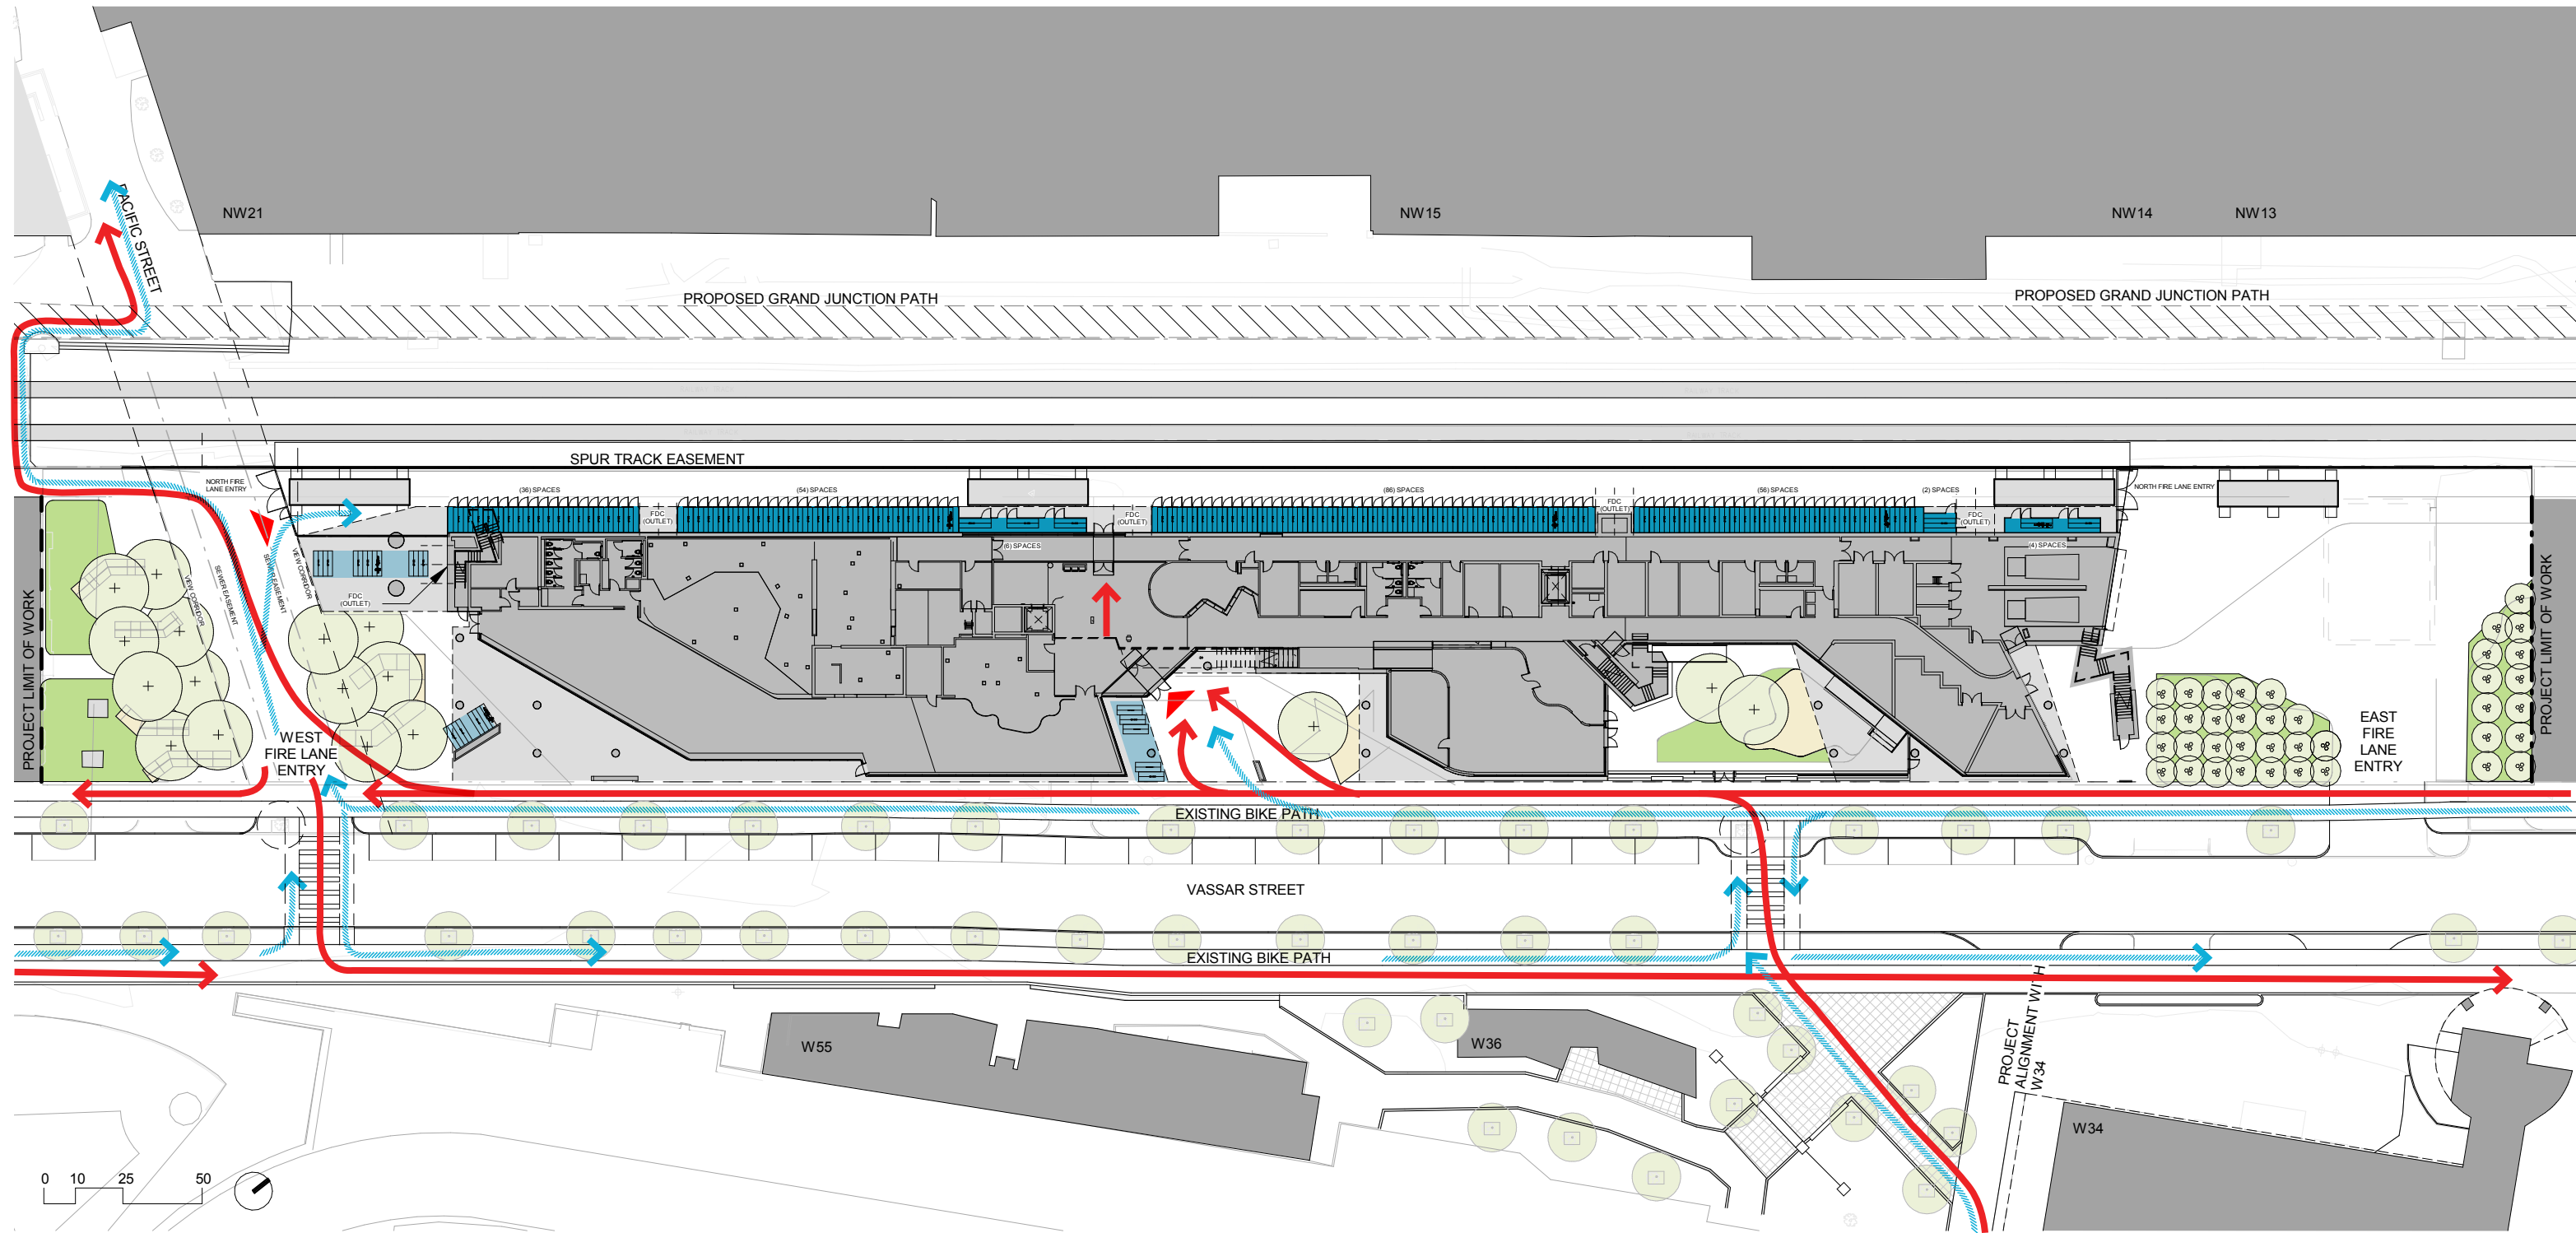 PACIFIC STREET
NW21
NW15
NW14
NW13
PROPOSED GRAND JUNCTION PATH
PROPOSED GRAND JUNCTION PATH
SPUR TRACK EASEMENT
NORTH FIRE
LANE ENTRY
(36) SPACES
(54) SPACES
(86) SPACES
(56) SPACES
(2) SPACES
NORTH FIRE LANE ENTRY
FDC
(OUTLET)
FDC
(OUTLET)
FDC
(OUTLET)
FDC
(OUTLET)
(6) SPACES
(4) SPACES
FDC
(OUTLET)
VIEW CORRIDOR
SEWER EASEMENT
SEWER EASEMENT
VIEW CORRIDOR
PROJECT LIMIT OF WORK
PROJECT LIMIT OF WORK
WEST
FIRE LANE
ENTRY
EAST
FIRE
LANE
ENTRY
EXISTING BIKE PATH
VASSAR STREET
EXISTING BIKE PATH
PROJECT
ALIGNMENT WITH
W34
W55
W36
W34
0 10 25 50